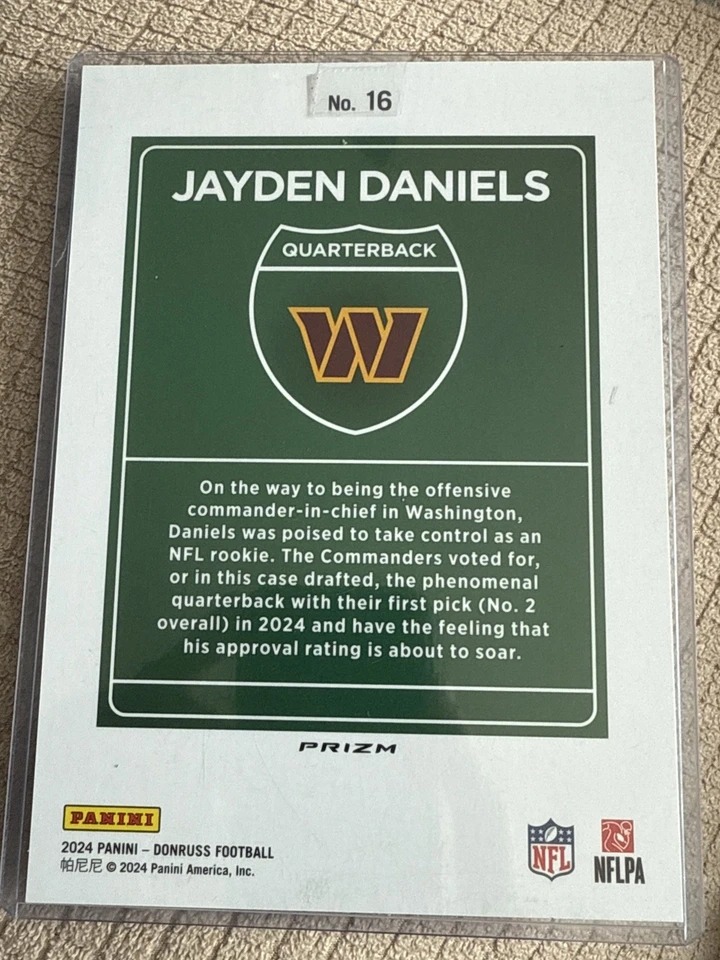 No. 16
JAYDEN DANIELS
QUARTERBACK
W
On the way to being the offensive
commander-in-chief in Washington,
Daniels was poised to take control as an
NFL rookie. The Commanders voted for,
or in this case drafted, the phenomenal
quarterback with their first pick (No. 2
overall) in 2024 and have the feeling that
his approval rating is about to soar.
PRIZM
PANINI
2024 PANINI – DONRUSS FOOTBALL
帕尼尼 © 2024 Panini America, Inc.
NFL
NFLPA